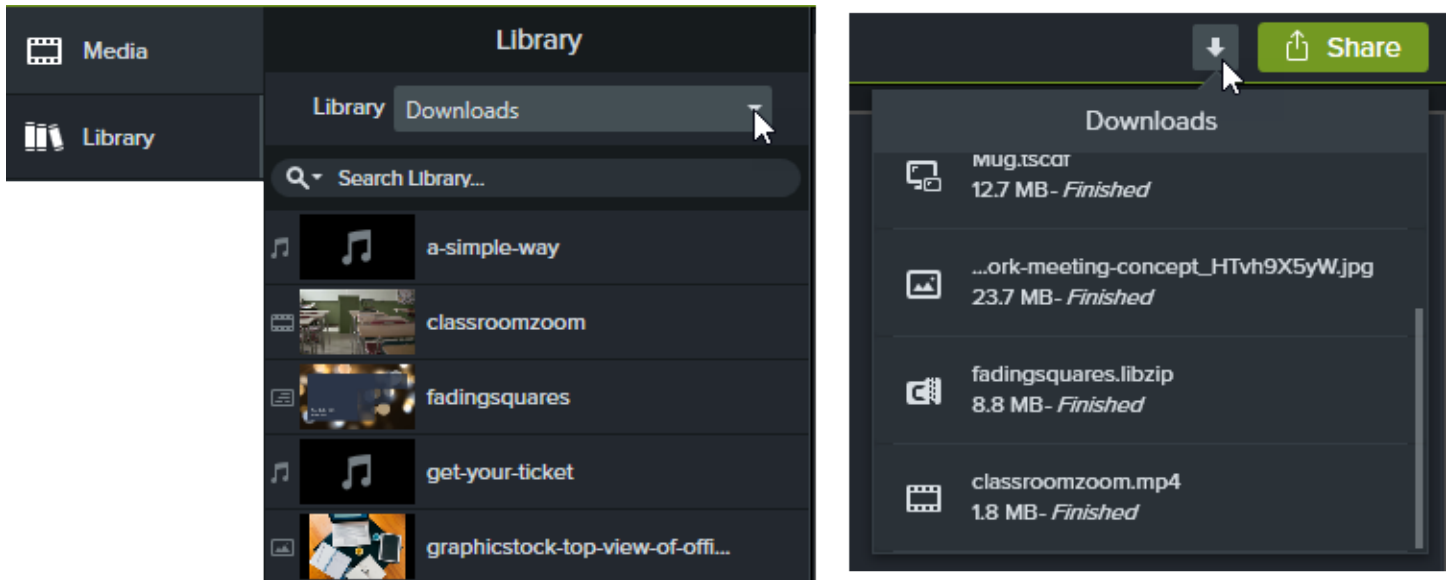 Media
Library
Library
Library Downloads
Search Library...
a-simple-way
classroomzoom
fadingsquares
get-your-ticket
graphicstock-top-view-of-offi...
Share
Downloads
Mug.tscdf
12.7 MB- Finished
...ork-meeting-concept_HTvh9X5yW.jpg
23.7 MB- Finished
fadingsquares.libzip
8.8 MB- Finished
classroomzoom.mp4
1.8 MB- Finished